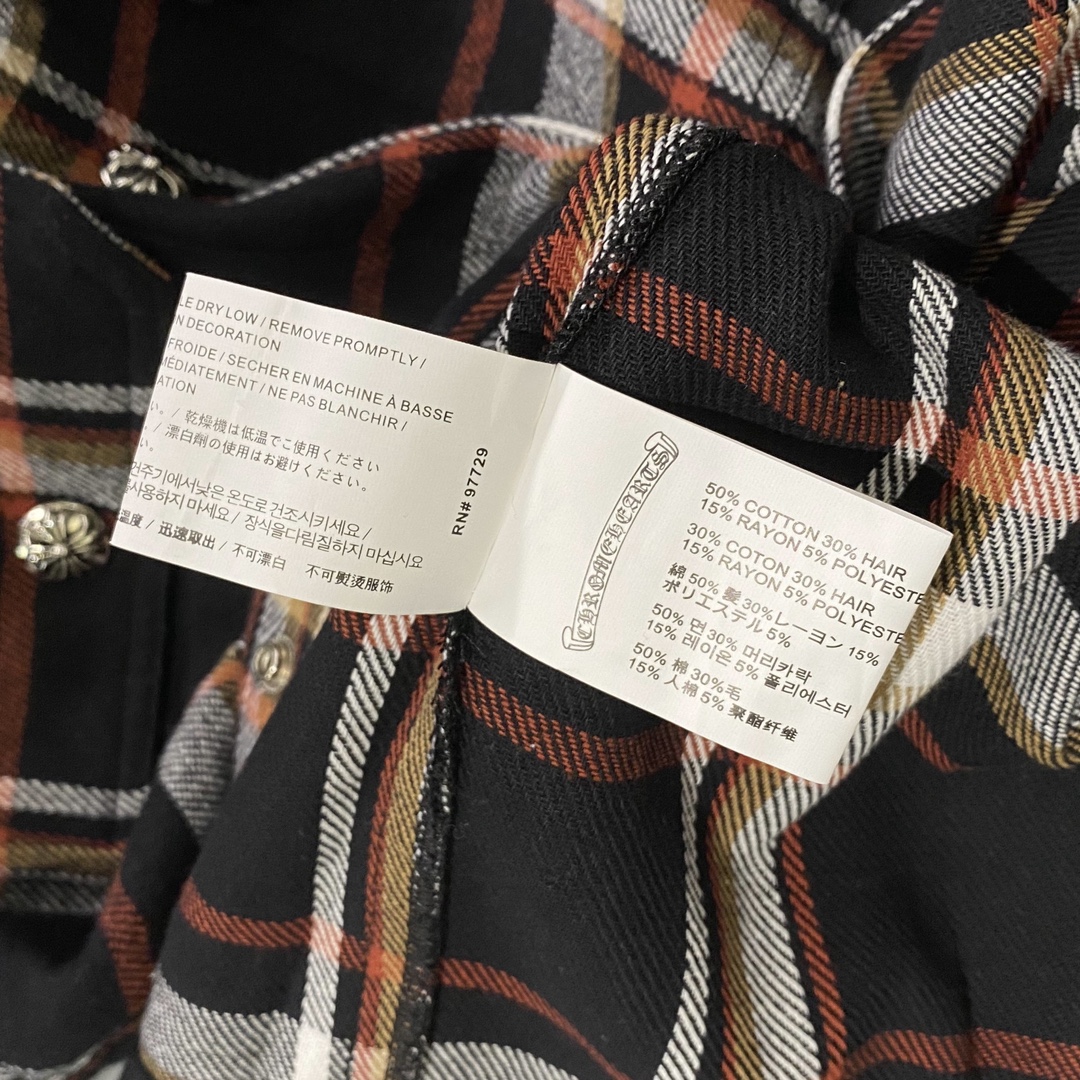 LE DRY LOW / REMOVE PROMPTLY /
N DECORATION
FROIDE / SECHER EN MACHINE À BASSE
MÉDIATEMENT / NE PAS BLANCHIR /
ATION
い。/ 乾燥機は低温でご使用ください
/ 漂白剤の使用はお避けください。
い。
건주기에서낮은 온도로 건조시키세요 /
사용하지 마세요 / 장식을다림질하지 마십시요
温度 / 迅速取出 / 不可漂白 不可熨烫服饰
RN# 97729
CHROME HEARTS
50% COTTON 30% HAIR
15% RAYON 5% POLYESTE
30% COTON 30% HAIR
15% RAYON 5% POLYESTE
綿 50% 髪 30%レーヨン 15%
ポリエステル 5%
50% 면 30% 머리카락
15% 레이온 5% 폴리에스터
50% 棉 30%毛
15% 人棉 5% 聚酯纤维